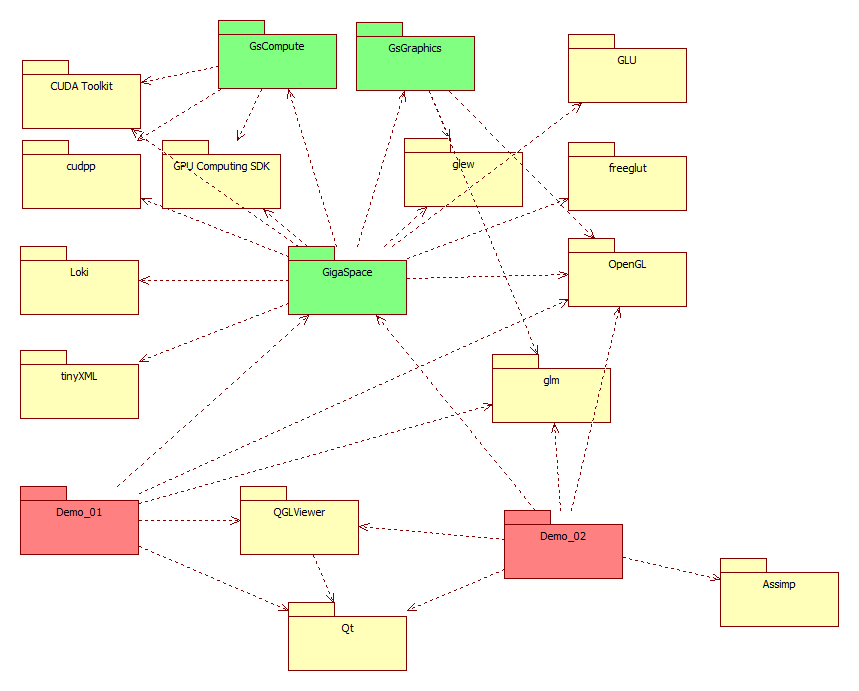 GsCompute
GsGraphics
GLU
CUDA Toolkit
cudpp
GPU Computing SDK
glew
freeglut
Loki
GigaSpace
OpenGL
tinyXML
glm
Demo_01
QGLViewer
Demo_02
Assimp
Qt